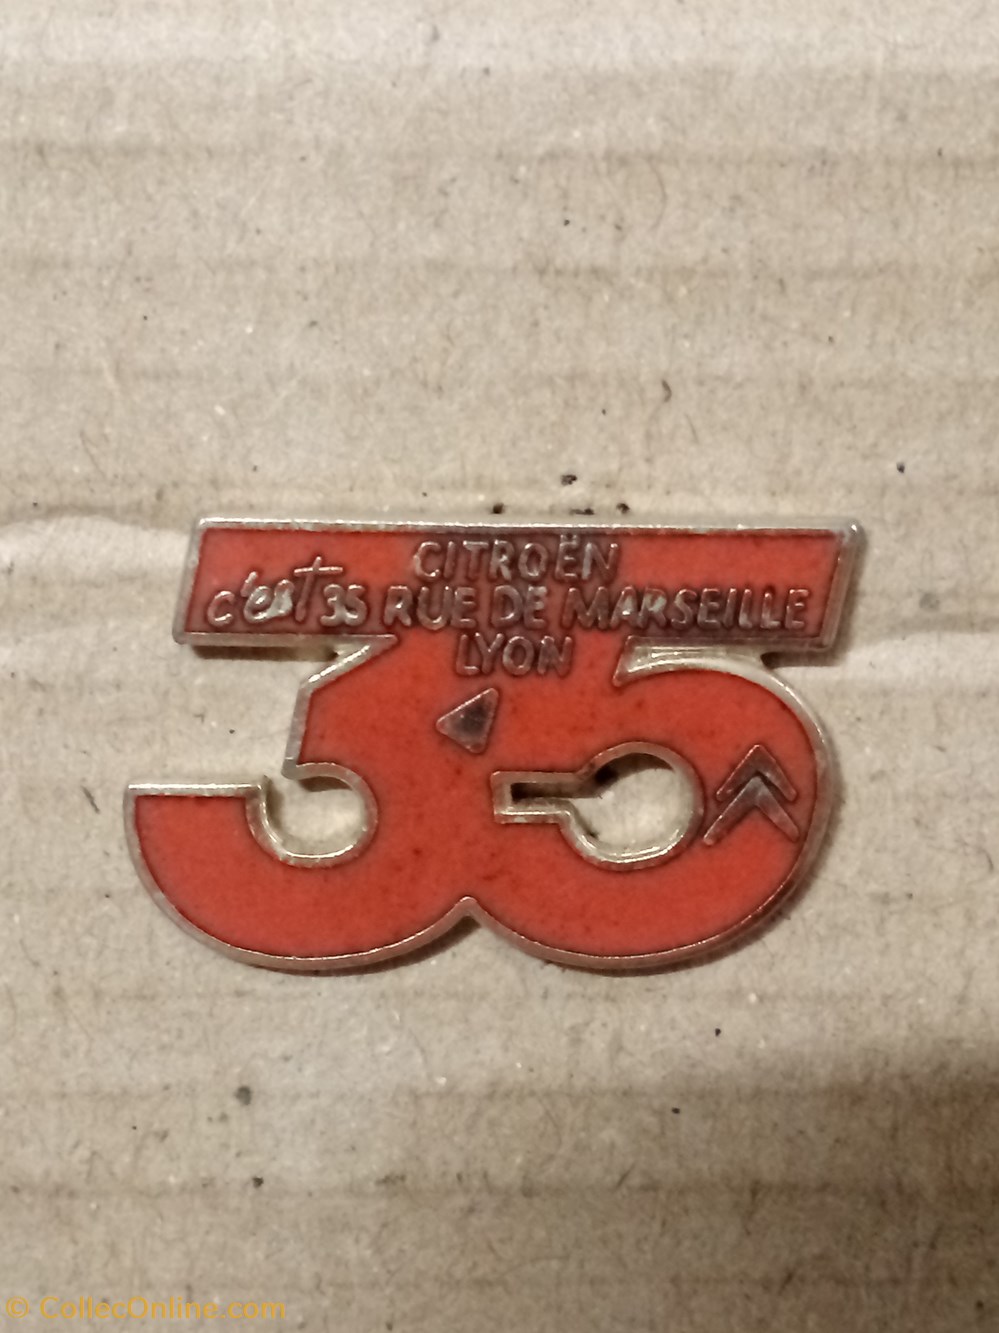 CITROËN
c'est 35 RUE DE MARSEILLE
LYON
35
© CollecOnline.com